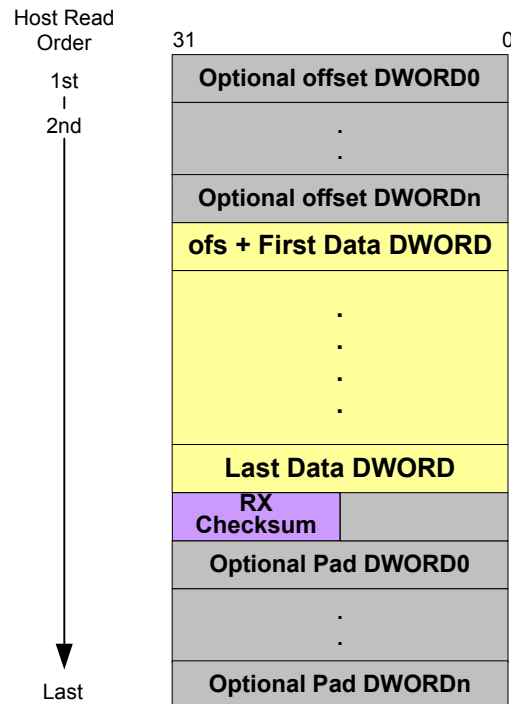 Host Read
Order
31 0
1st
2nd
Last
Optional offset DWORD0
.
.
Optional offset DWORDn
ofs + First Data DWORD
.
.
.
.
Last Data DWORD
RX
Checksum
Optional Pad DWORD0
.
.
Optional Pad DWORDn